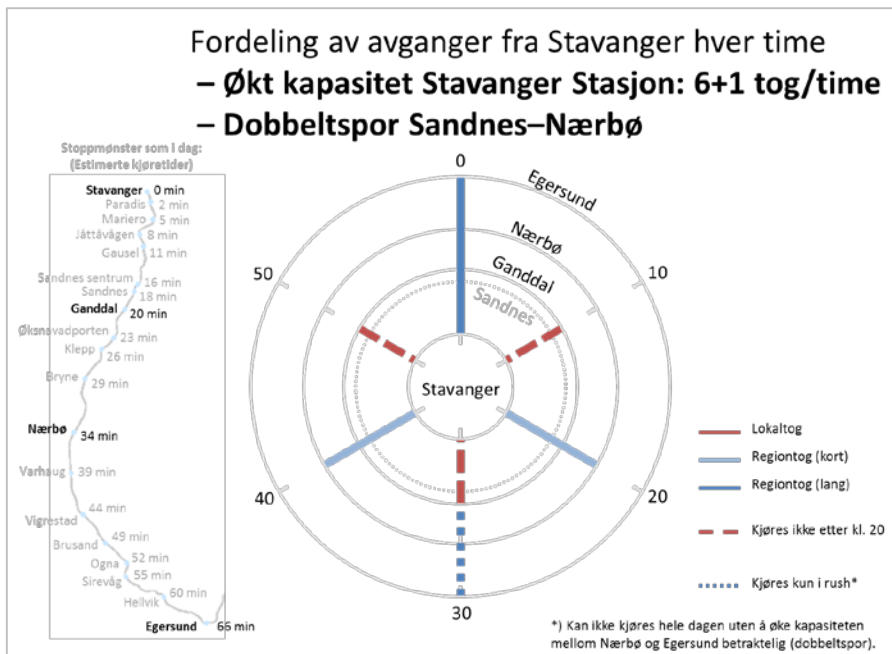 Fordeling av avganger fra Stavanger hver time
– Økt kapasitet Stavanger Stasjon: 6+1 tog/time
– Dobbeltspor Sandnes–Nærbø
Stoppmønster som i dag:
(Estimerte kjøretider)
Stavanger 0 min
Paradis 2 min
Mariero 5 min
Jåttåvågen 8 min
Gausel 11 min
Sandnes sentrum 16 min
Sandnes 18 min
Ganddal 20 min
Øksnavadporten 23 min
Klepp 26 min
Bryne 29 min
Nærbø 34 min
Varhaug 39 min
Vigrestad 44 min
Brusand 49 min
Ogna 52 min
Sirevåg 55 min
Hellvik 60 min
Egersund 66 min
0
10
20
30
40
50
Egersund
Nærbø
Ganddal
Sandnes
Stavanger
Lokaltog
Regiontog (kort)
Regiontog (lang)
Kjøres ikke etter kl. 20
Kjøres kun i rush*
*) Kan ikke kjøres hele dagen uten å øke kapasiteten
mellom Nærbø og Egersund betraktelig (dobbeltspor).